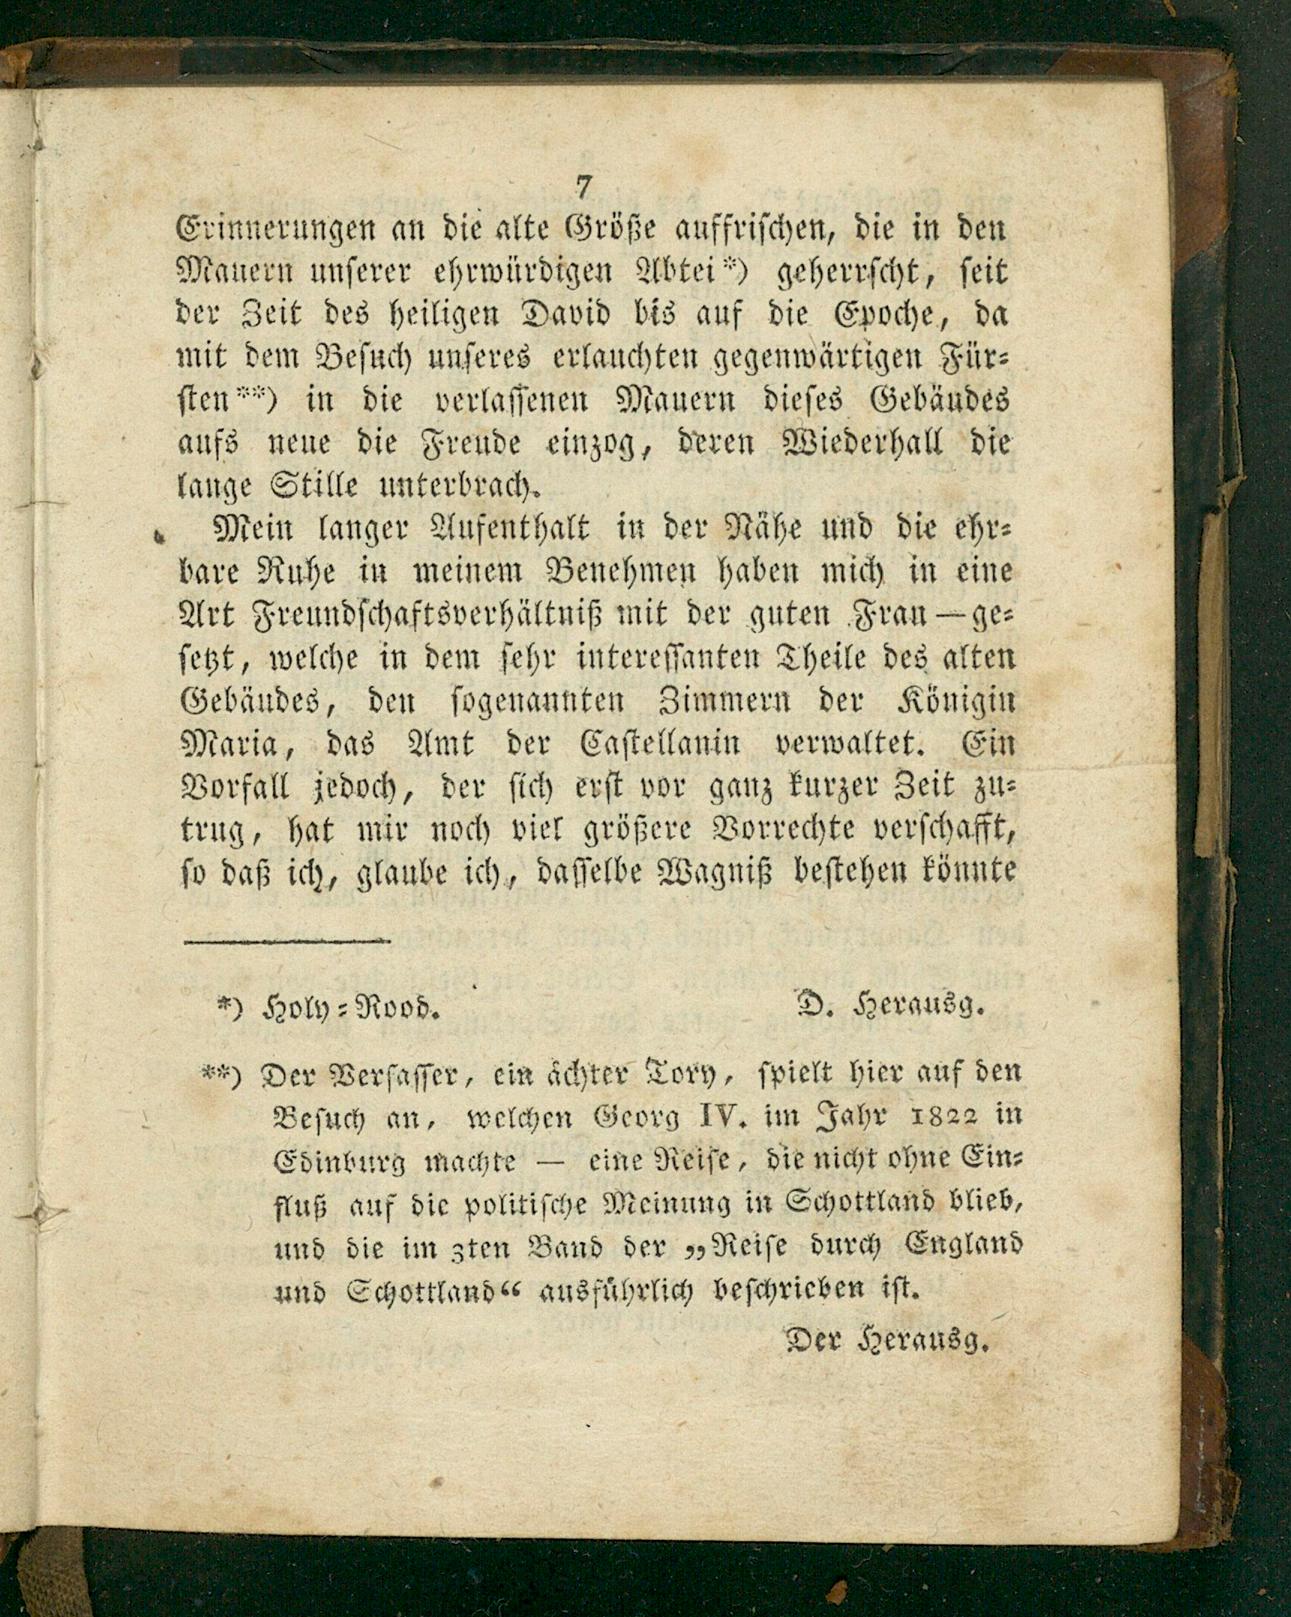 7
Erinnerungen an die alte Größe auffrischen, die in den
Mauern unserer ehrwürdigen Abtei*) geherrscht, seit
der Zeit des heiligen David bis auf die Epoche, da
mit dem Besuch unseres erlauchten gegenwärtigen Für-
sten**) in die verlassenen Mauern dieses Gebäudes
aufs neue die Freude einzog, deren Wiederhall die
lange Stille unterbrach.
Mein langer Aufenthalt in der Nähe und die ehr-
bare Ruhe in meinem Benehmen haben mich in eine
Art Freundschaftsverhältniß mit der guten Frau — ge-
setzt, welche in dem sehr interessanten Theile des alten
Gebäudes, den sogenannten Zimmern der Königin
Maria, das Amt der Castellanin verwaltet. Ein
Vorfall jedoch, der sich erst vor ganz kurzer Zeit zu-
trug, hat mir noch viel größere Vorrechte verschafft,
so daß ich, glaube ich, dasselbe Wagniß bestehen könnte
*) Holy-Rood. D. Herausg.
**) Der Verfasser, ein ächter Tory, spielt hier auf den
Besuch an, welchen Georg IV. im Jahr 1822 in
Edinburg machte — eine Reise, die nicht ohne Ein-
fluß auf die politische Meinung in Schottland blieb,
und die im 3ten Band der „Reise durch England
und Schottland“ ausführlich beschrieben ist.
Der Herausg.